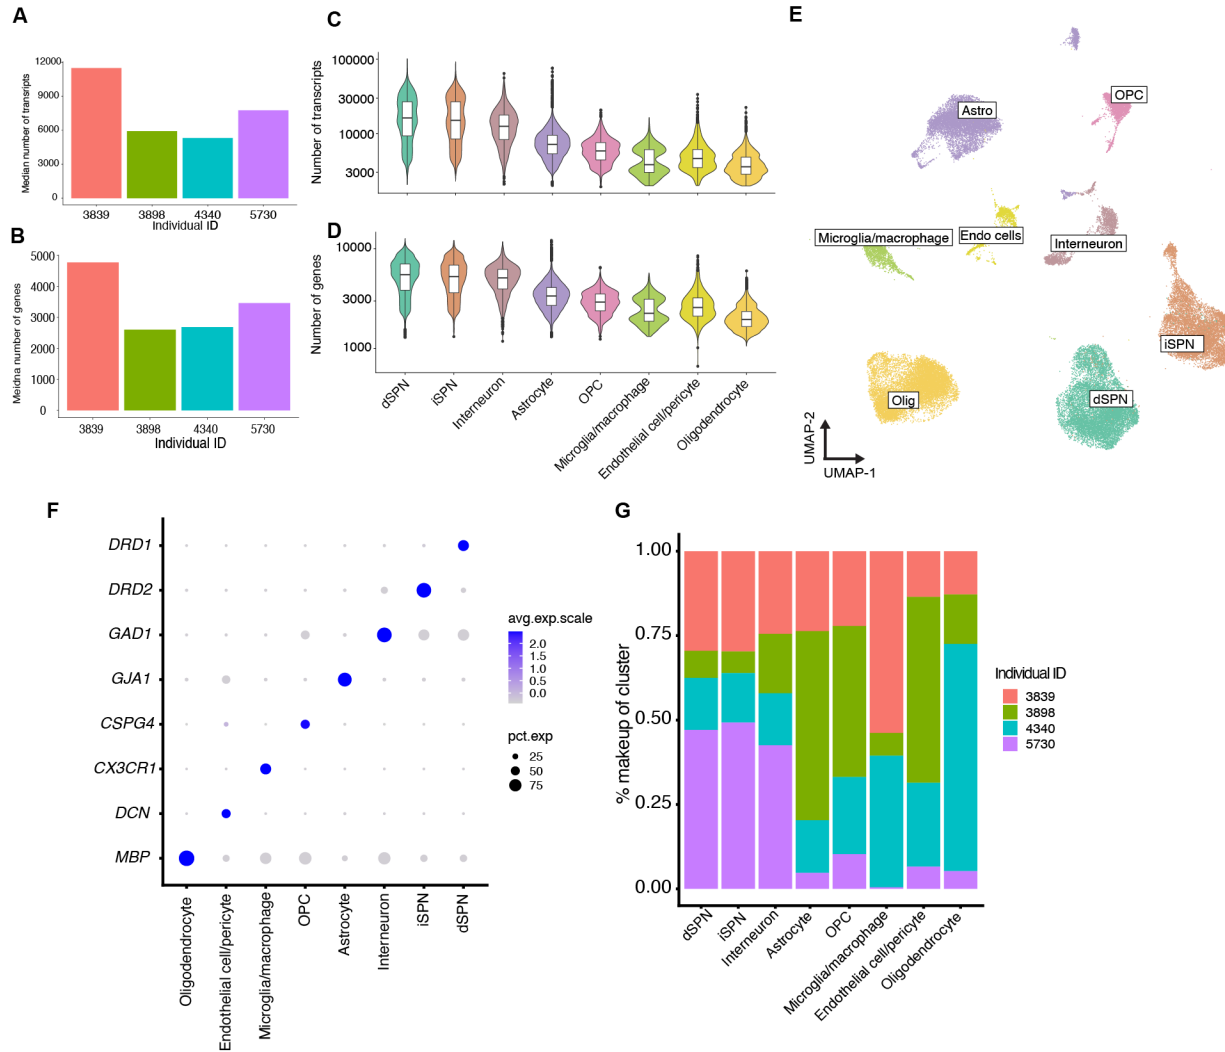 A
12000
9000
6000
3000
0
Median number of transcripts
3839
3898
4340
5730
Individual ID
B
5000
4000
3000
2000
1000
0
Meidna number of genes
3839
3898
4340
5730
Individual ID
C
100000
30000
10000
3000
Number of transcripts
D
10000
3000
1000
Number of genes
dSPN
iSPN
Interneuron
Astrocyte
OPC
Microglia/macrophage
Endothelial cell/pericyte
Oligodendrocyte
E
Astro
OPC
Microglia/macrophage
Endo cells
Interneuron
iSPN
Olig
dSPN
UMAP-2
UMAP-1
F
DRD1
DRD2
GAD1
GJA1
CSPG4
CX3CR1
DCN
MBP
Oligodendrocyte
Endothelial cell/pericyte
Microglia/macrophage
OPC
Astrocyte
Interneuron
iSPN
dSPN
avg.exp.scale
2.0
1.5
1.0
0.5
0.0
pct.exp
25
50
75
G
1.00
0.75
0.50
0.25
0.00
% makeup of cluster
dSPN
iSPN
Interneuron
Astrocyte
OPC
Microglia/macrophage
Endothelial cell/pericyte
Oligodendrocyte
Individual ID
3839
3898
4340
5730